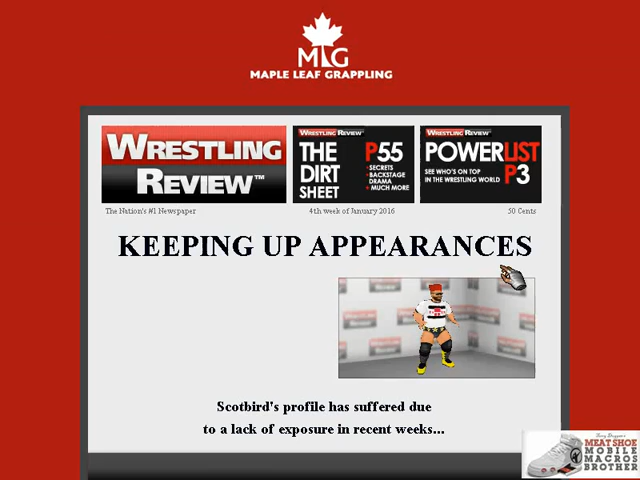 MLG
MAPLE LEAF GRAPPLING
WRESTLING
REVIEW™
WRESTLING REVIEW
THE
DIRT
SHEET
P55
• SECRETS
• BACKSTAGE
DRAMA
• MUCH MORE
WRESTLING REVIEW
POWERLIST
SEE WHO'S ON TOP
IN THE WRESTLING WORLD
P3
The Nation's #1 Newspaper
4th week of January 2016
50 Cents
KEEPING UP APPEARANCES
Scotbird's profile has suffered due
to a lack of exposure in recent weeks...
MEAT SHOE
MOBILE
MACROS
BROTHER